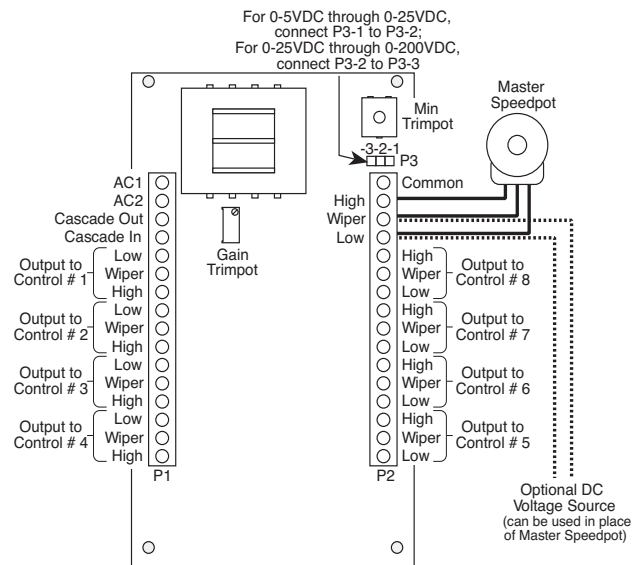 For 0-5VDC through 0-25VDC,
connect P3-1 to P3-2;
For 0-25VDC through 0-200VDC,
connect P3-2 to P3-3
Min
Trimpot
Master
Speedpot
-3-2-1
P3
AC1
AC2
Cascade Out
Cascade In
Gain
Trimpot
Common
High
Wiper
Low
Output to
Control # 1
Low
Wiper
High
Output to
Control # 2
Low
Wiper
High
Output to
Control # 3
Low
Wiper
High
Output to
Control # 4
Low
Wiper
High
P1
High
Wiper
Low
Output to
Control # 8
High
Wiper
Low
Output to
Control # 7
High
Wiper
Low
Output to
Control # 6
High
Wiper
Low
Output to
Control # 5
P2
Optional DC
Voltage Source
(can be used in place
of Master Speedpot)